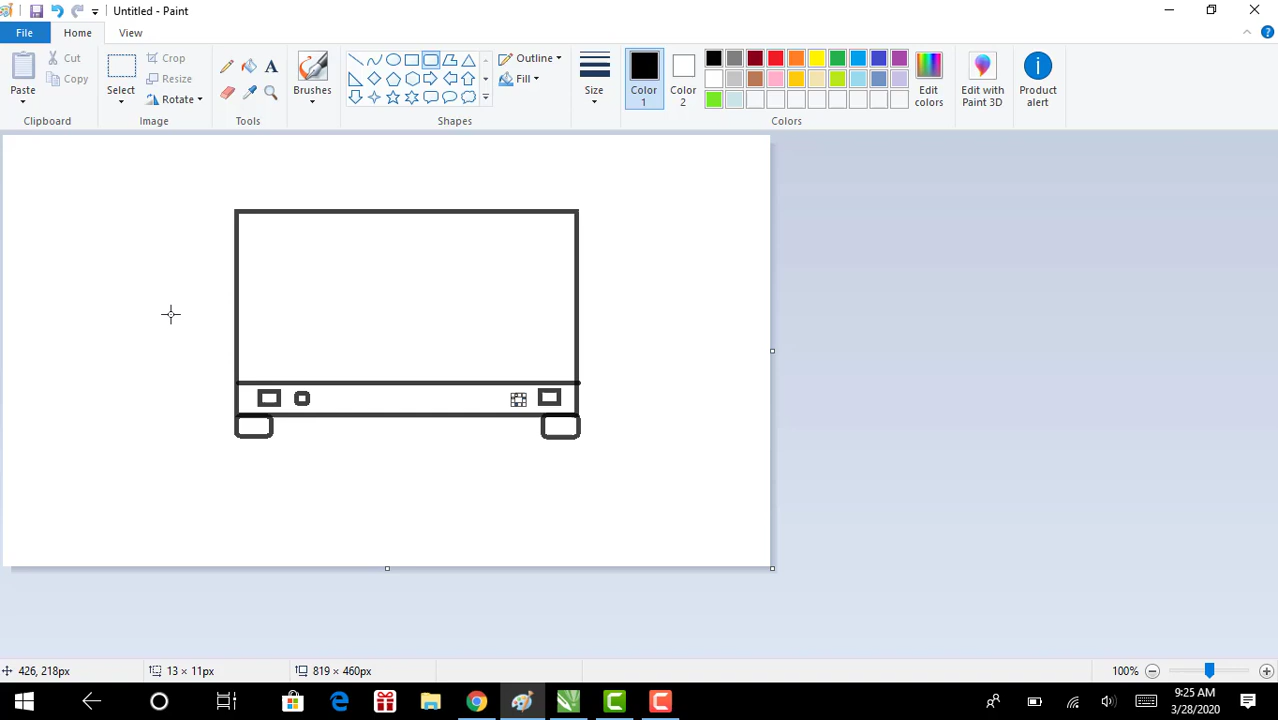 Untitled - Paint
File
Home
View
Paste
Cut
Copy
Clipboard
Select
Crop
Resize
Rotate
Image
A
Tools
Brushes
Outline
Fill
Shapes
Size
Color 1
Color 2
Edit colors
Colors
Edit with Paint 3D
Product alert
426, 218px
13 × 11px
819 × 460px
100%
9:25 AM
3/28/2020